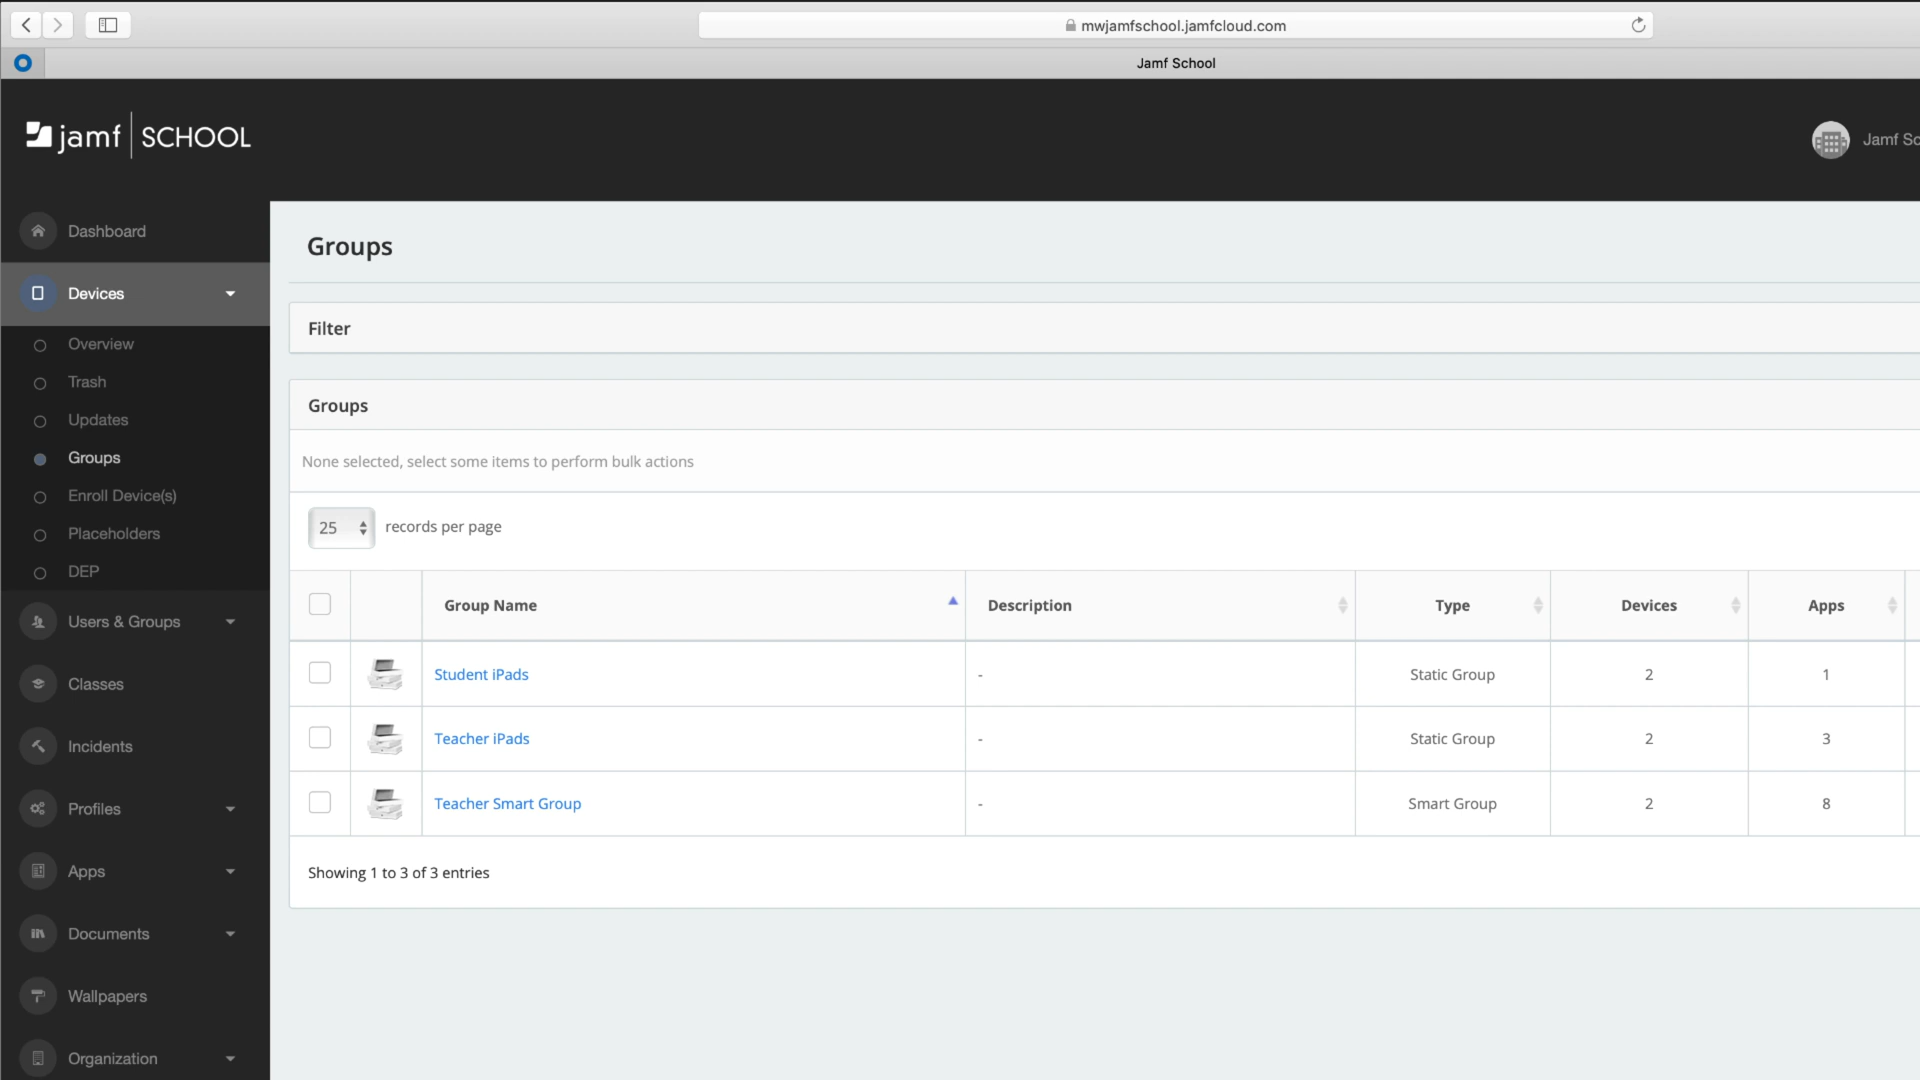 mwjamfschool.jamfcloud.com
Jamf School
jamf | SCHOOL
Jamf Sc
Dashboard
Devices
Overview
Trash
Updates
Groups
Enroll Device(s)
Placeholders
DEP
Users & Groups
Classes
Incidents
Profiles
Apps
Documents
Wallpapers
Organization
Groups
Filter
Groups
None selected, select some items to perform bulk actions
25 records per page
Group Name Description Type Devices Apps
Student iPads - Static Group 2 1
Teacher iPads - Static Group 2 3
Teacher Smart Group - Smart Group 2 8
Showing 1 to 3 of 3 entries